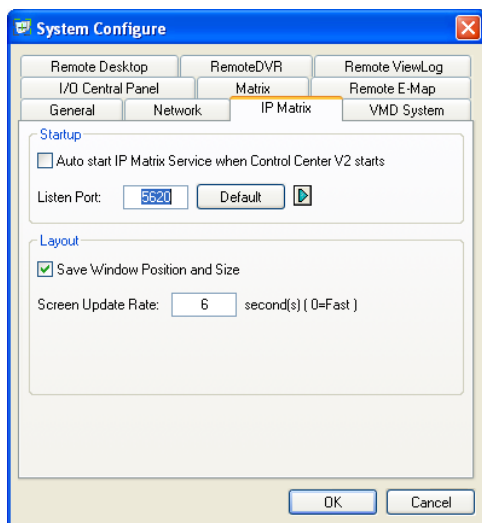 System Configure
Remote Desktop RemoteDVR Remote ViewLog
I/O Central Panel Matrix Remote E-Map
General Network IP Matrix VMD System
Startup
Auto start IP Matrix Service when Control Center V2 starts
Listen Port: 5620 Default
Layout
Save Window Position and Size
Screen Update Rate: 6 second(s) ( 0=Fast )
OK Cancel